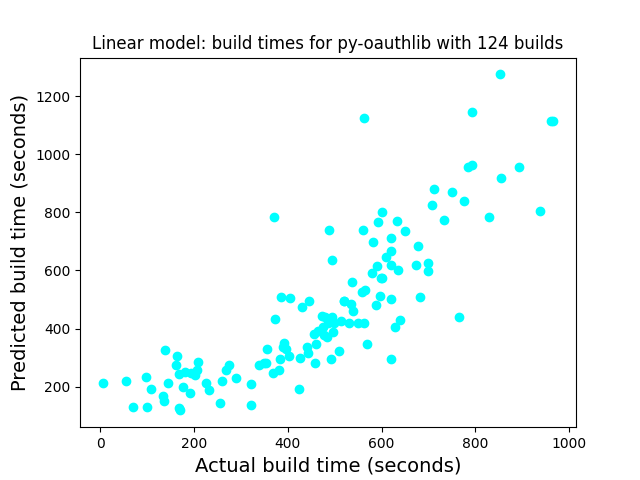 Linear model: build times for py-oauthlib with 124 builds
Predicted build time (seconds)
1200
1000
800
600
400
200
0 200 400 600 800 1000
Actual build time (seconds)